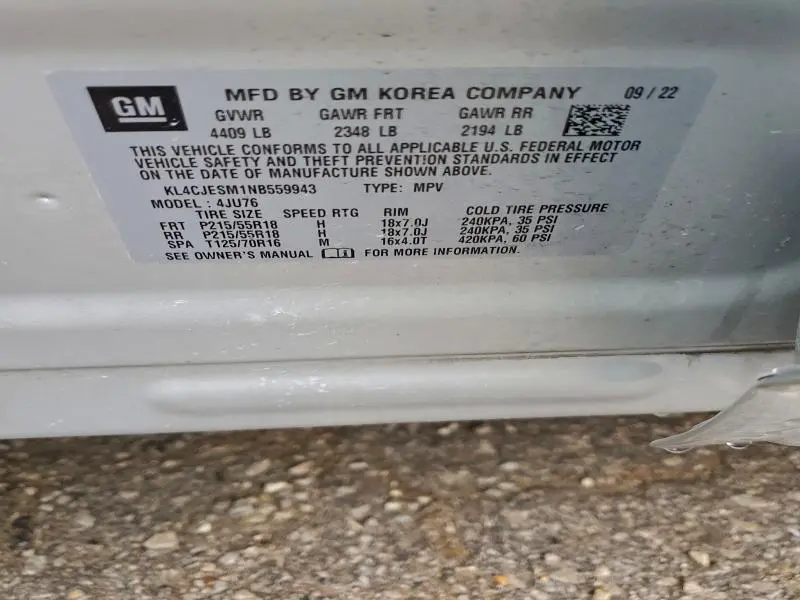 GM MFD BY GM KOREA COMPANY 09 / 22
GVWR GAWR FRT GAWR RR
4409 LB 2348 LB 2194 LB
THIS VEHICLE CONFORMS TO ALL APPLICABLE U.S. FEDERAL MOTOR
VEHICLE SAFETY AND THEFT PREVENTION STANDARDS IN EFFECT
ON THE DATE OF MANUFACTURE SHOWN ABOVE.
KL4CJESM1NB559943 TYPE: MPV
MODEL : 4JU76
TIRE SIZE SPEED RTG RIM COLD TIRE PRESSURE
FRT P215/55R18 H 18x7.0J 240KPA, 35 PSI
RR P215/55R18 H 18x7.0J 240KPA, 35 PSI
SPA T125/70R16 M 16x4.0T 420KPA, 60 PSI
SEE OWNER'S MANUAL FOR MORE INFORMATION.